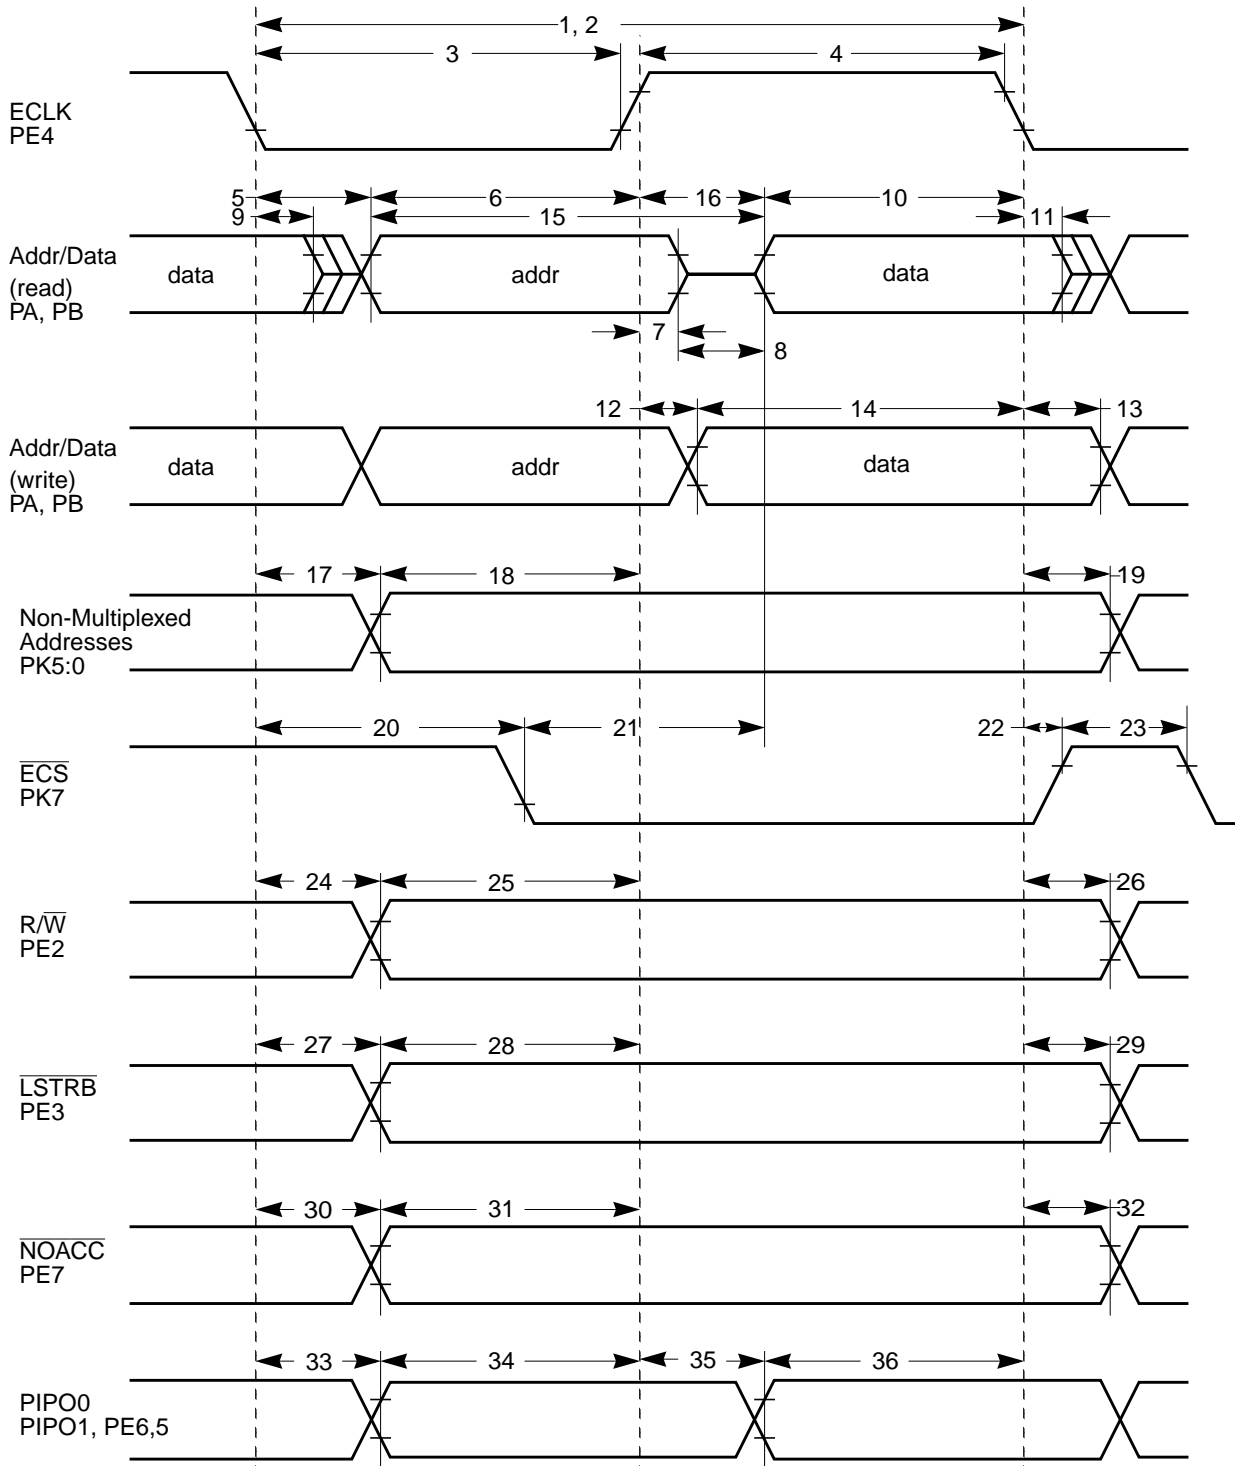 1, 2
3
4
ECLK
PE4
5
6
16
10
9
15
11
Addr/Data
(read)
PA, PB
data
addr
data
7
8
12
14
13
Addr/Data
(write)
PA, PB
data
addr
data
17
18
19
Non-Multiplexed
Addresses
PK5:0
20
21
22
23
ECS
PK7
24
25
26
R/W
PE2
27
28
29
LSTRB
PE3
30
31
32
NOACC
PE7
33
34
35
36
PIPO0
PIPO1, PE6,5